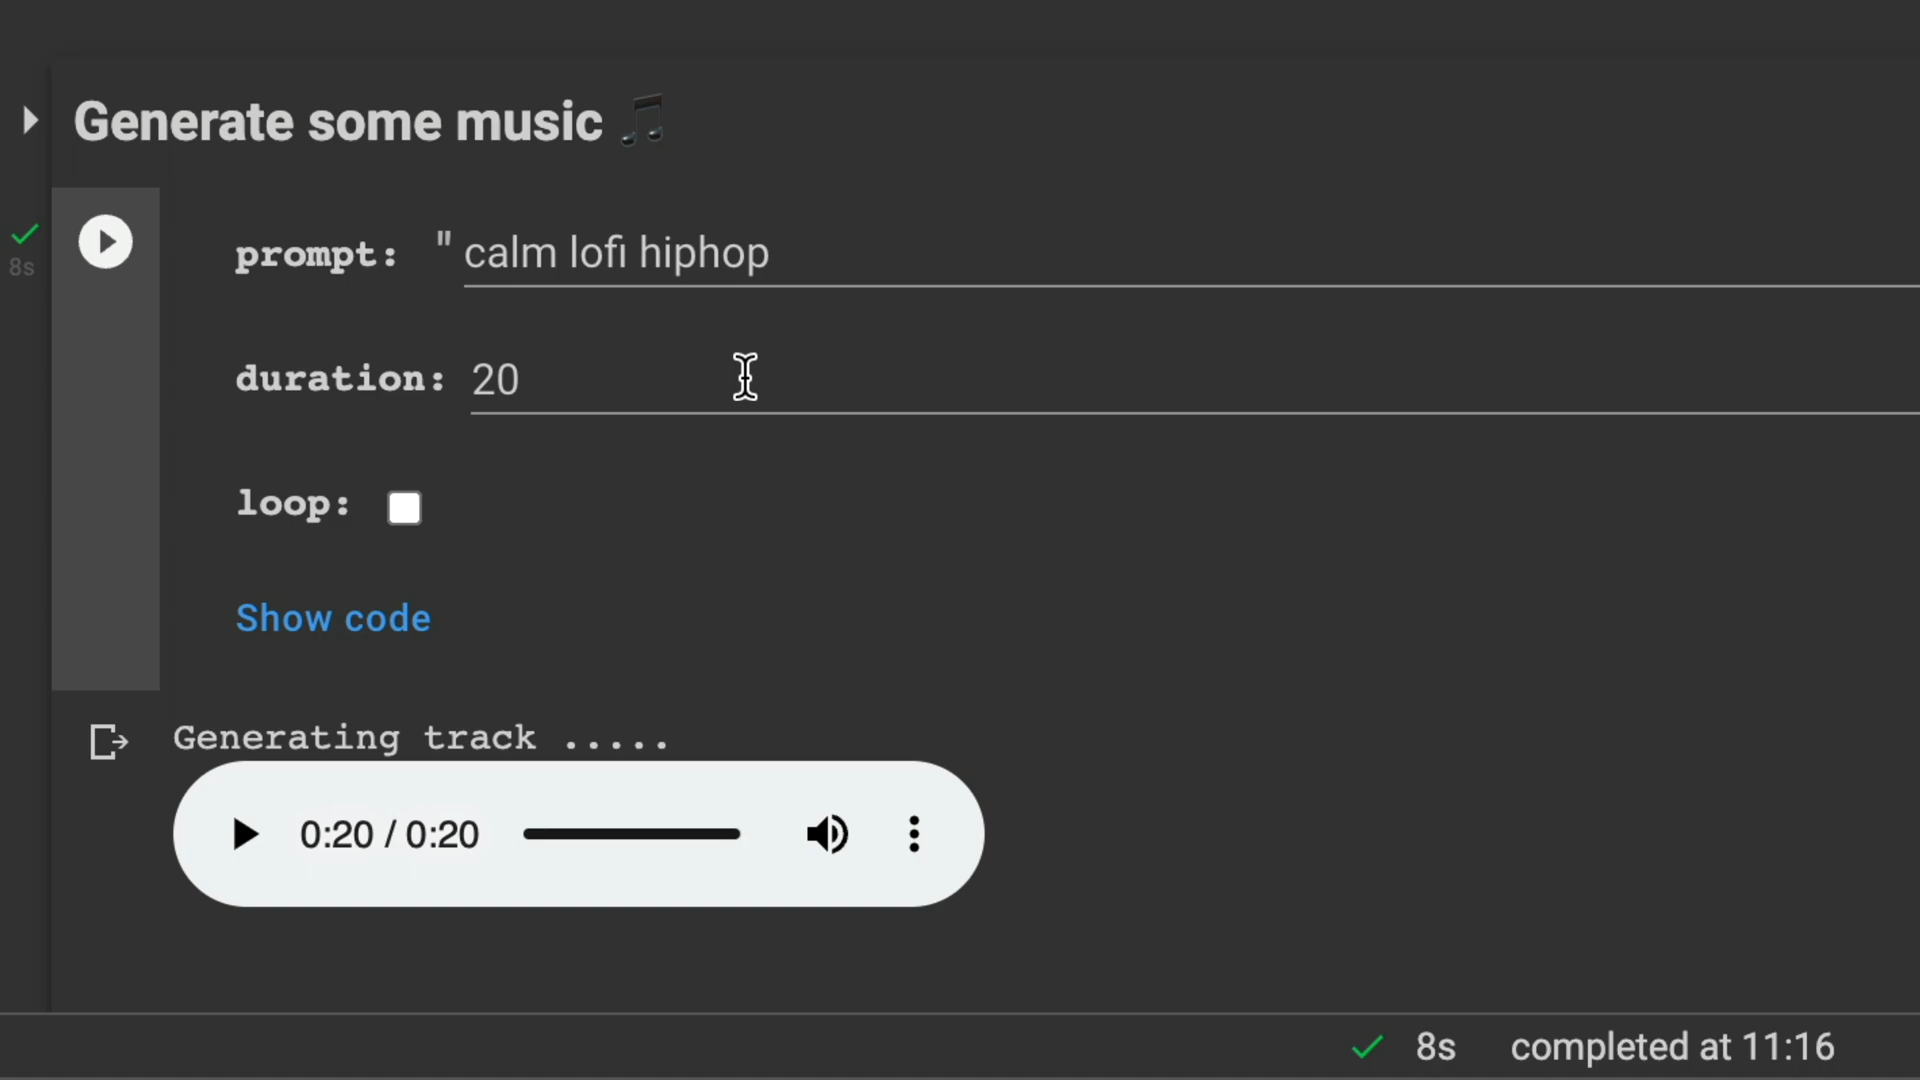 Generate some music 🎵
prompt: " calm lofi hiphop
8s
duration: 20
loop:
Show code
Generating track .....
0:20 / 0:20
8s completed at 11:16